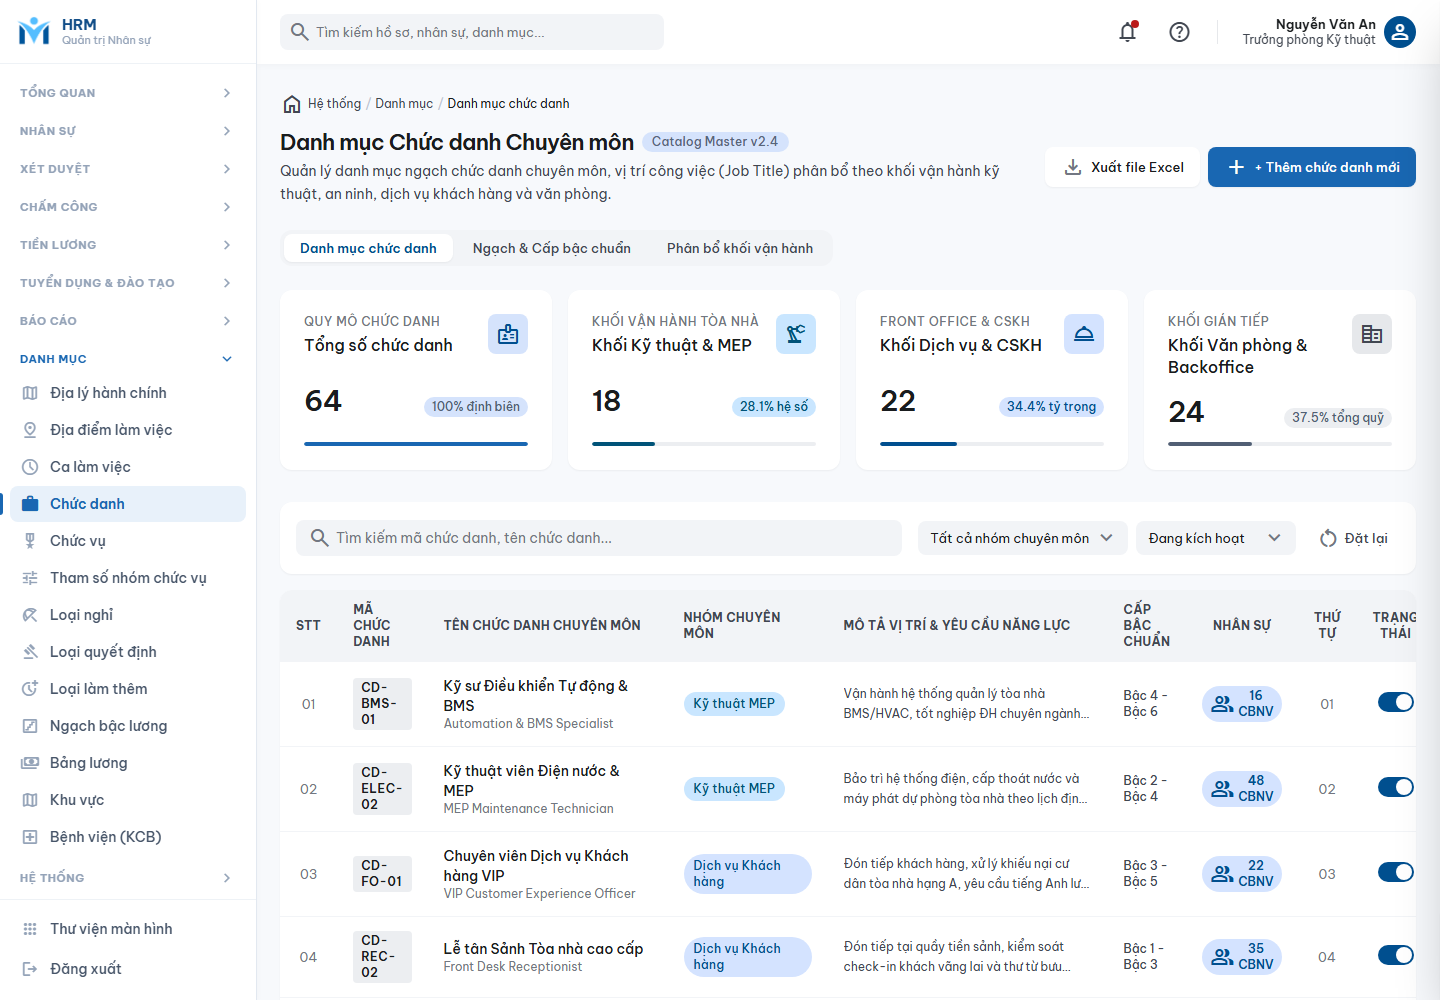 HRM
Quản trị Nhân sự
Tìm kiếm hồ sơ, nhân sự, danh mục...
Nguyễn Văn An
Trưởng phòng Kỹ thuật
TỔNG QUAN
NHÂN SỰ
XÉT DUYỆT
CHẤM CÔNG
TIỀN LƯƠNG
TUYỂN DỤNG & ĐÀO TẠO
BÁO CÁO
DANH MỤC
Địa lý hành chính
Địa điểm làm việc
Ca làm việc
Chức danh
Chức vụ
Tham số nhóm chức vụ
Loại nghỉ
Loại quyết định
Loại làm thêm
Ngạch bậc lương
Bảng lương
Khu vực
Bệnh viện (KCB)
HỆ THỐNG
Thư viện màn hình
Đăng xuất
Hệ thống / Danh mục / Danh mục chức danh
Danh mục Chức danh Chuyên môn Catalog Master v2.4
Quản lý danh mục ngạch chức danh chuyên môn, vị trí công việc (Job Title) phân bổ theo khối vận hành kỹ
thuật, an ninh, dịch vụ khách hàng và văn phòng.
Xuất file Excel
+ Thêm chức danh mới
Danh mục chức danh
Ngạch & Cấp bậc chuẩn
Phân bổ khối vận hành
QUY MÔ CHỨC DANH
Tổng số chức danh
64
100% định biên
KHỐI VẬN HÀNH TÒA NHÀ
Khối Kỹ thuật & MEP
18
28.1% hệ số
FRONT OFFICE & CSKH
Khối Dịch vụ & CSKH
22
34.4% tỷ trọng
KHỐI GIÁN TIẾP
Khối Văn phòng &
Backoffice
24
37.5% tổng quỹ
Tìm kiếm mã chức danh, tên chức danh...
Tất cả nhóm chuyên môn
Đang kích hoạt
Đặt lại
STT
MÃ
CHỨC
DANH
TÊN CHỨC DANH CHUYÊN MÔN
NHÓM CHUYÊN
MÔN
MÔ TẢ VỊ TRÍ & YÊU CẦU NĂNG LỰC
CẤP
BẬC
CHUẨN
NHÂN SỰ
THỨ
TỰ
TRẠNG
THÁI
01
CD-
BMS-
01
Kỹ sư Điều khiển Tự động &
BMS
Automation & BMS Specialist
Kỹ thuật MEP
Vận hành hệ thống quản lý tòa nhà
BMS/HVAC, tốt nghiệp ĐH chuyên ngành...
Bậc 4 -
Bậc 6
16
CBNV
01
02
CD-
ELEC-
02
Kỹ thuật viên Điện nước &
MEP
MEP Maintenance Technician
Kỹ thuật MEP
Bảo trì hệ thống điện, cấp thoát nước và
máy phát dự phòng tòa nhà theo lịch địn...
Bậc 2 -
Bậc 4
48
CBNV
02
03
CD-
FO-01
Chuyên viên Dịch vụ Khách
hàng VIP
VIP Customer Experience Officer
Dịch vụ Khách
hàng
Đón tiếp khách hàng, xử lý khiếu nại cư
dân tòa nhà hạng A, yêu cầu tiếng Anh lư...
Bậc 3 -
Bậc 5
22
CBNV
03
04
CD-
REC-
02
Lễ tân Sảnh Tòa nhà cao cấp
Front Desk Receptionist
Dịch vụ Khách
hàng
Đón tiếp tại quầy tiền sảnh, kiểm soát
check-in khách vãng lai và thư từ bưu...
Bậc 1 -
Bậc 3
35
CBNV
04